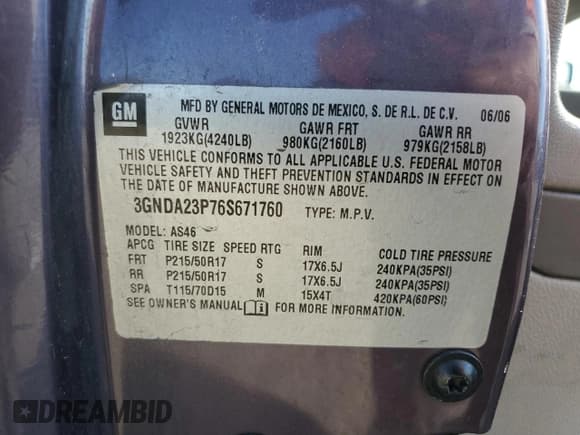 GM
MFD BY GENERAL MOTORS DE MEXICO, S. DE R.L. DE C.V. 06/06
GVWR GAWR FRT GAWR RR
1923KG(4240LB) 980KG(2160LB) 979KG(2158LB)
THIS VEHICLE CONFORMS TO ALL APPLICABLE U.S. FEDERAL MOTOR
VEHICLE SAFETY AND THEFT PREVENTION STANDARDS IN EFFECT ON
THE DATE OF MANUFACTURE SHOWN ABOVE.
3GNDA23P76S671760 TYPE: M.P.V.
MODEL: AS46
APCG TIRE SIZE SPEED RTG RIM COLD TIRE PRESSURE
FRT P215/50R17 S 17X6.5J 240KPA(35PSI)
RR P215/50R17 S 17X6.5J 240KPA(35PSI)
SPA T115/70D15 M 15X4T 420KPA(60PSI)
SEE OWNER'S MANUAL FOR MORE INFORMATION.
DREAMBID